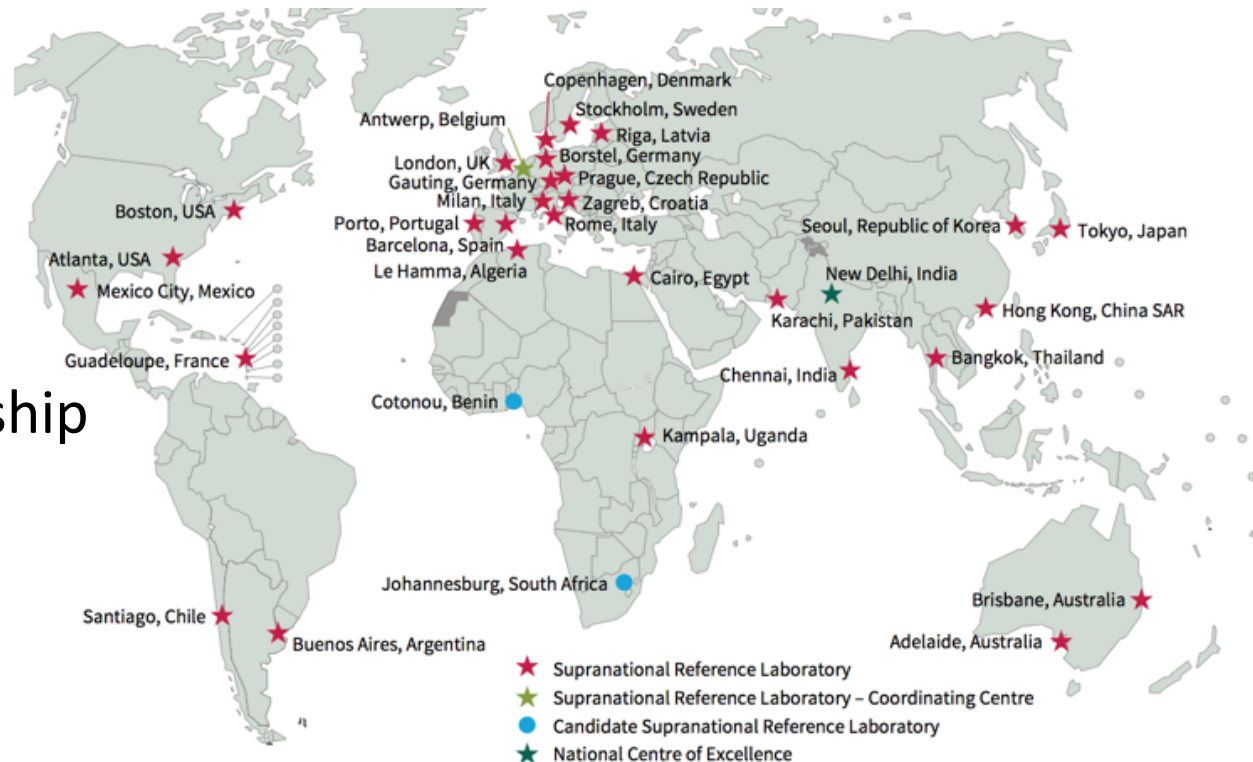 Copenhagen, Denmark
Stockholm, Sweden
Antwerp, Belgium
Riga, Latvia
London, UK
Borstel, Germany
Gauting, Germany
Prague, Czech Republic
Milan, Italy
Zagreb, Croatia
Boston, USA
Porto, Portugal
Rome, Italy
Seoul, Republic of Korea
Tokyo, Japan
Barcelona, Spain
Atlanta, USA
Le Hamma, Algeria
Cairo, Egypt
New Delhi, India
Mexico City, Mexico
Karachi, Pakistan
Hong Kong, China SAR
Guadeloupe, France
Bangkok, Thailand
Chennai, India
ship
Cotonou, Benin
Kampala, Uganda
Johannesburg, South Africa
Brisbane, Australia
Santiago, Chile
Buenos Aires, Argentina
Adelaide, Australia
Supranational Reference Laboratory
Supranational Reference Laboratory – Coordinating Centre
Candidate Supranational Reference Laboratory
National Centre of Excellence